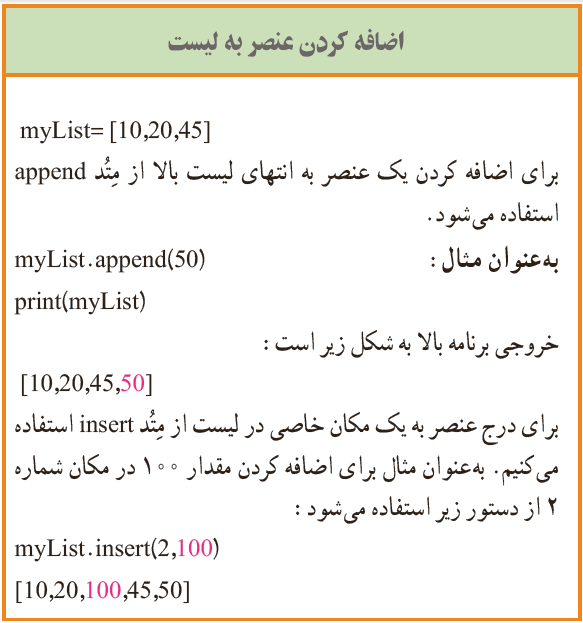 اضافه کردن عنصر به لیست
myList= [10,20,45]
برای اضافه کردن یک عنصر به انتهای لیست بالا از مِتُد append
استفاده می‌شود.
به‌عنوان مثال : myList.append(50)
print(myList)
خروجی برنامه بالا به شکل زیر است :
[10,20,45,50]
برای درج عنصر به یک مکان خاصی در لیست از مِتُد insert استفاده
می‌کنیم. به‌عنوان مثال برای اضافه کردن مقدار ۱۰۰ در مکان شماره
۲ از دستور زیر استفاده می‌شود :
myList.insert(2,100)
[10,20,100,45,50]